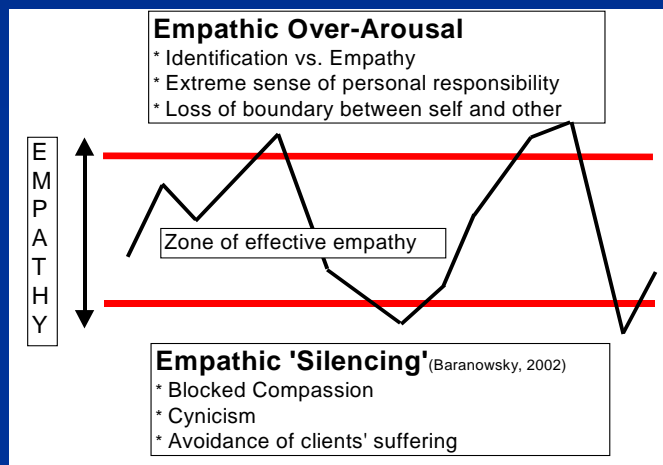 Empathic Over-Arousal
* Identification vs. Empathy
* Extreme sense of personal responsibility
* Loss of boundary between self and other
EMPATHY
Zone of effective empathy
Empathic 'Silencing'(Baranowsky, 2002)
* Blocked Compassion
* Cynicism
* Avoidance of clients' suffering